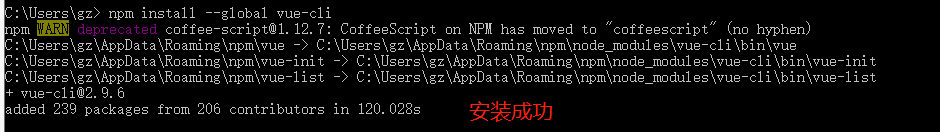 C:\Users\gz> npm install --global vue-cli
npm WARN deprecated coffee-script@1.12.7: CoffeeScript on NPM has moved to "coffeescript" (no hyphen)
C:\Users\gz\AppData\Roaming\npm\vue -> C:\Users\gz\AppData\Roaming\npm\node_modules\vue-cli\bin\vue
C:\Users\gz\AppData\Roaming\npm\vue-init -> C:\Users\gz\AppData\Roaming\npm\node_modules\vue-cli\bin\vue-init
C:\Users\gz\AppData\Roaming\npm\vue-list -> C:\Users\gz\AppData\Roaming\npm\node_modules\vue-cli\bin\vue-list
+ vue-cli@2.9.6
added 239 packages from 206 contributors in 120.028s 安装成功